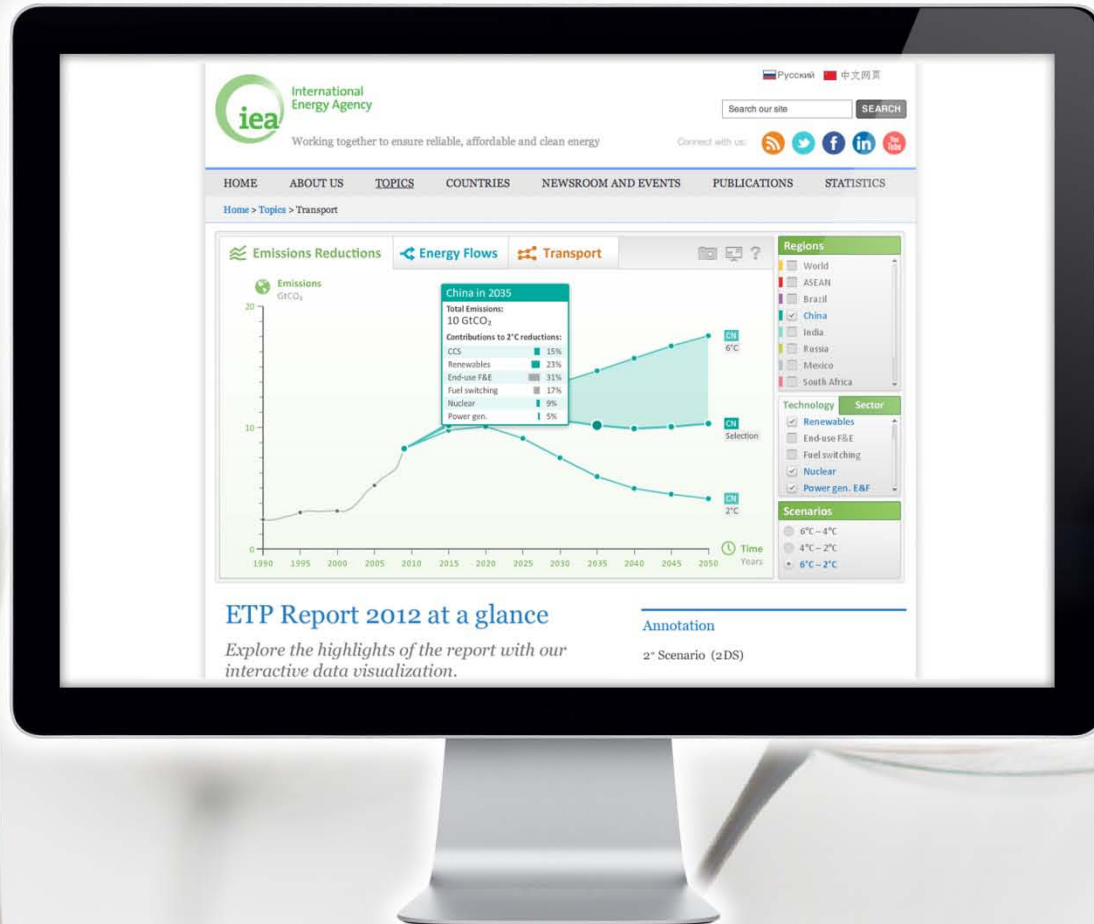 Русский 中文网页
iea
International
Energy Agency
Working together to ensure reliable, affordable and clean energy
Search our site SEARCH
Connect with us: f in You Tube
HOME ABOUT US TOPICS COUNTRIES NEWSROOM AND EVENTS PUBLICATIONS STATISTICS
Home > Topics > Transport
Emissions Reductions Energy Flows Transport ?
Emissions
GtCO₂
20
10
0
1990 1995 2000 2005 2010 2015 2020 2025 2030 2035 2040 2045 2050
Time
Years
China in 2035
Total Emissions:
10 GtCO₂
Contributions to 2°C reductions:
CCS 15%
Renewables 23%
End-use F&E 31%
Fuel switching 17%
Nuclear 9%
Power gen. 5%
CN
6°C
CN
Selection
CN
2°C
Regions
World
ASEAN
Brazil
China
India
Russia
Mexico
South Africa
Technology Sector
Renewables
End-use F&E
Fuel switching
Nuclear
Power gen. E&F
Scenarios
6°C – 4°C
4°C – 2°C
6°C – 2°C
ETP Report 2012 at a glance
Explore the highlights of the report with our
interactive data visualization.
Annotation
2° Scenario (2DS)